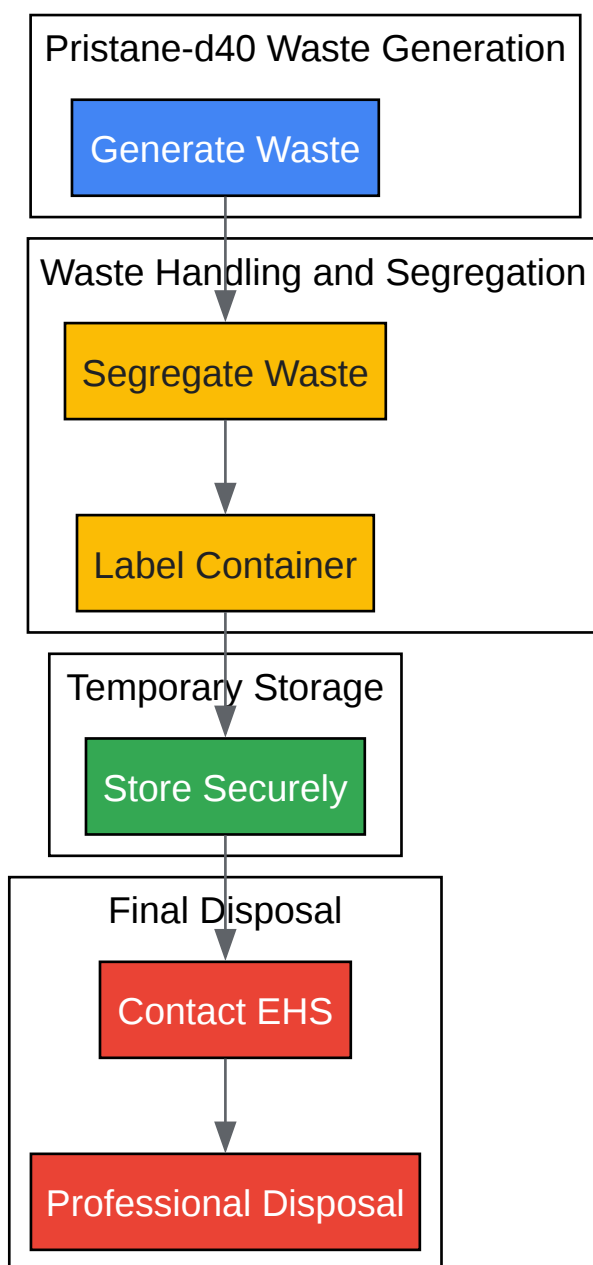 Pristane-d40 Waste Generation
Generate Waste
Waste Handling and Segregation
Segregate Waste
Label Container
Temporary Storage
Store Securely
Final Disposal
Contact EHS
Professional Disposal